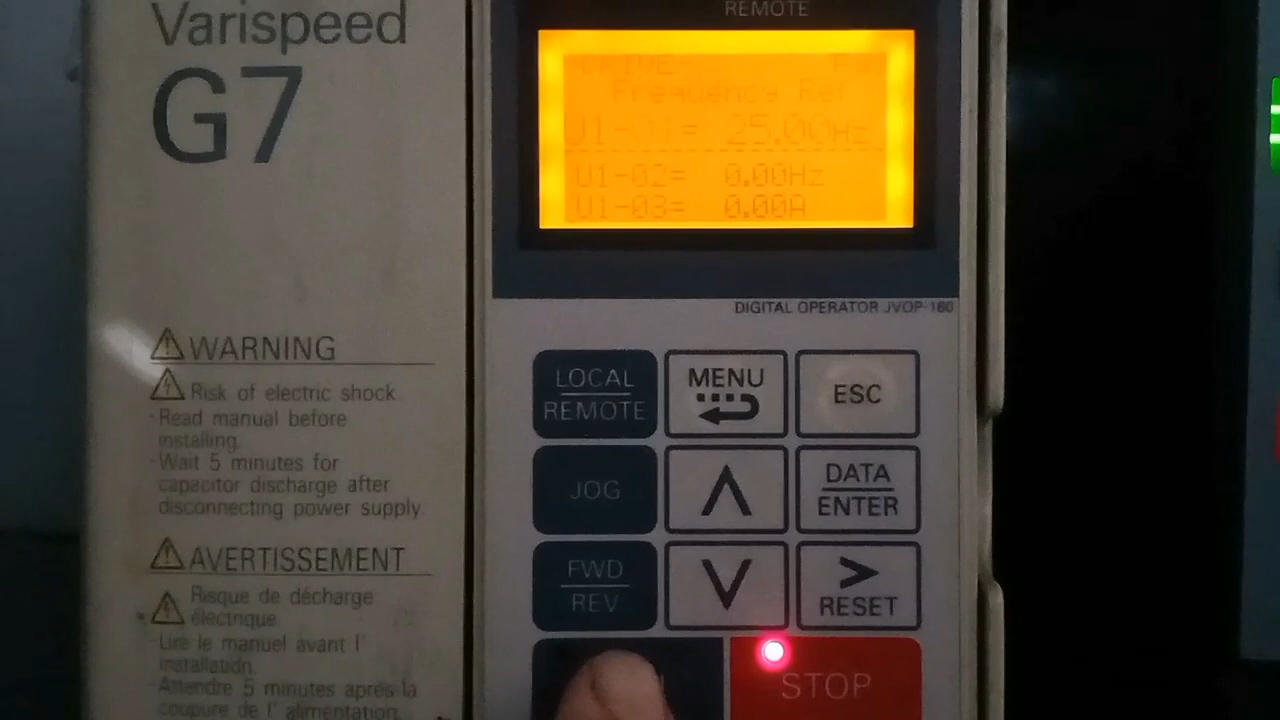 Varispeed
G7
REMOTE
-DRIVE-
Frequency Ref
U1-01= 25.00Hz
U1-02= 0.00Hz
U1-03= 0.00A
DIGITAL OPERATOR JVOP-160
WARNING
Risk of electric shock.
·Read manual before
installing.
·Wait 5 minutes for
capacitor discharge after
disconnecting power supply.
AVERTISSEMENT
Risque de décharge
électrique
·Lire le manuel avant l'
installation.
·Attendre 5 minutes aprés la
coupure de l' alimentation,
LOCAL
REMOTE
MENU
ESC
JOG
DATA
ENTER
FWD
REV
>
RESET
STOP